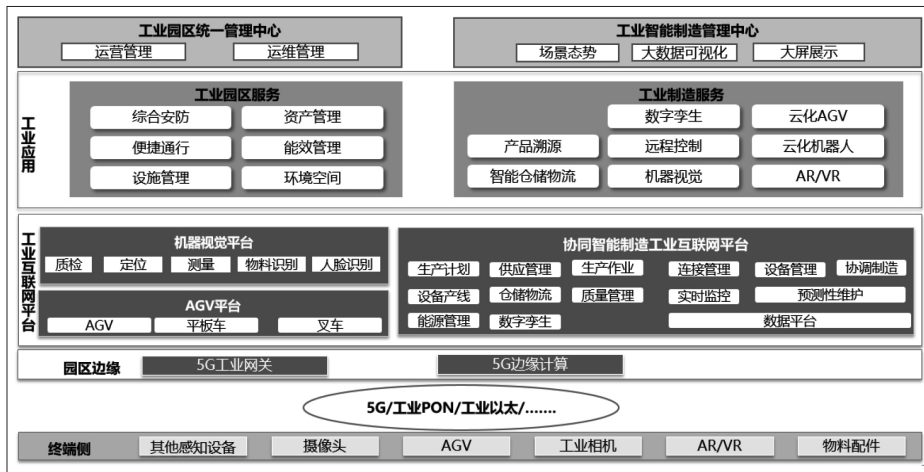 工业园区统一管理中心
运营管理 运维管理
工业智能制造管理中心
场景态势 大数据可视化 大屏展示
工业应用
工业园区服务
综合安防 资产管理
便捷通行 能效管理
设施管理 环境空间
工业制造服务
数字孪生 云化AGV
产品溯源 远程控制 云化机器人
智能仓储物流 机器视觉 AR/VR
工业互联网平台
机器视觉平台
质检 定位 测量 物料识别 人脸识别
AGV平台
AGV 平板车 叉车
协同智能制造工业互联网平台
生产计划 供应管理 生产作业 连接管理 设备管理 协调制造
设备产线 仓储物流 质量管理 实时监控 预测性维护
能源管理 数字孪生 数据平台
园区边缘 5G工业网关 5G边缘计算
5G/工业PON/工业以太/.......
终端侧 其他感知设备 摄像头 AGV 工业相机 AR/VR 物料配件